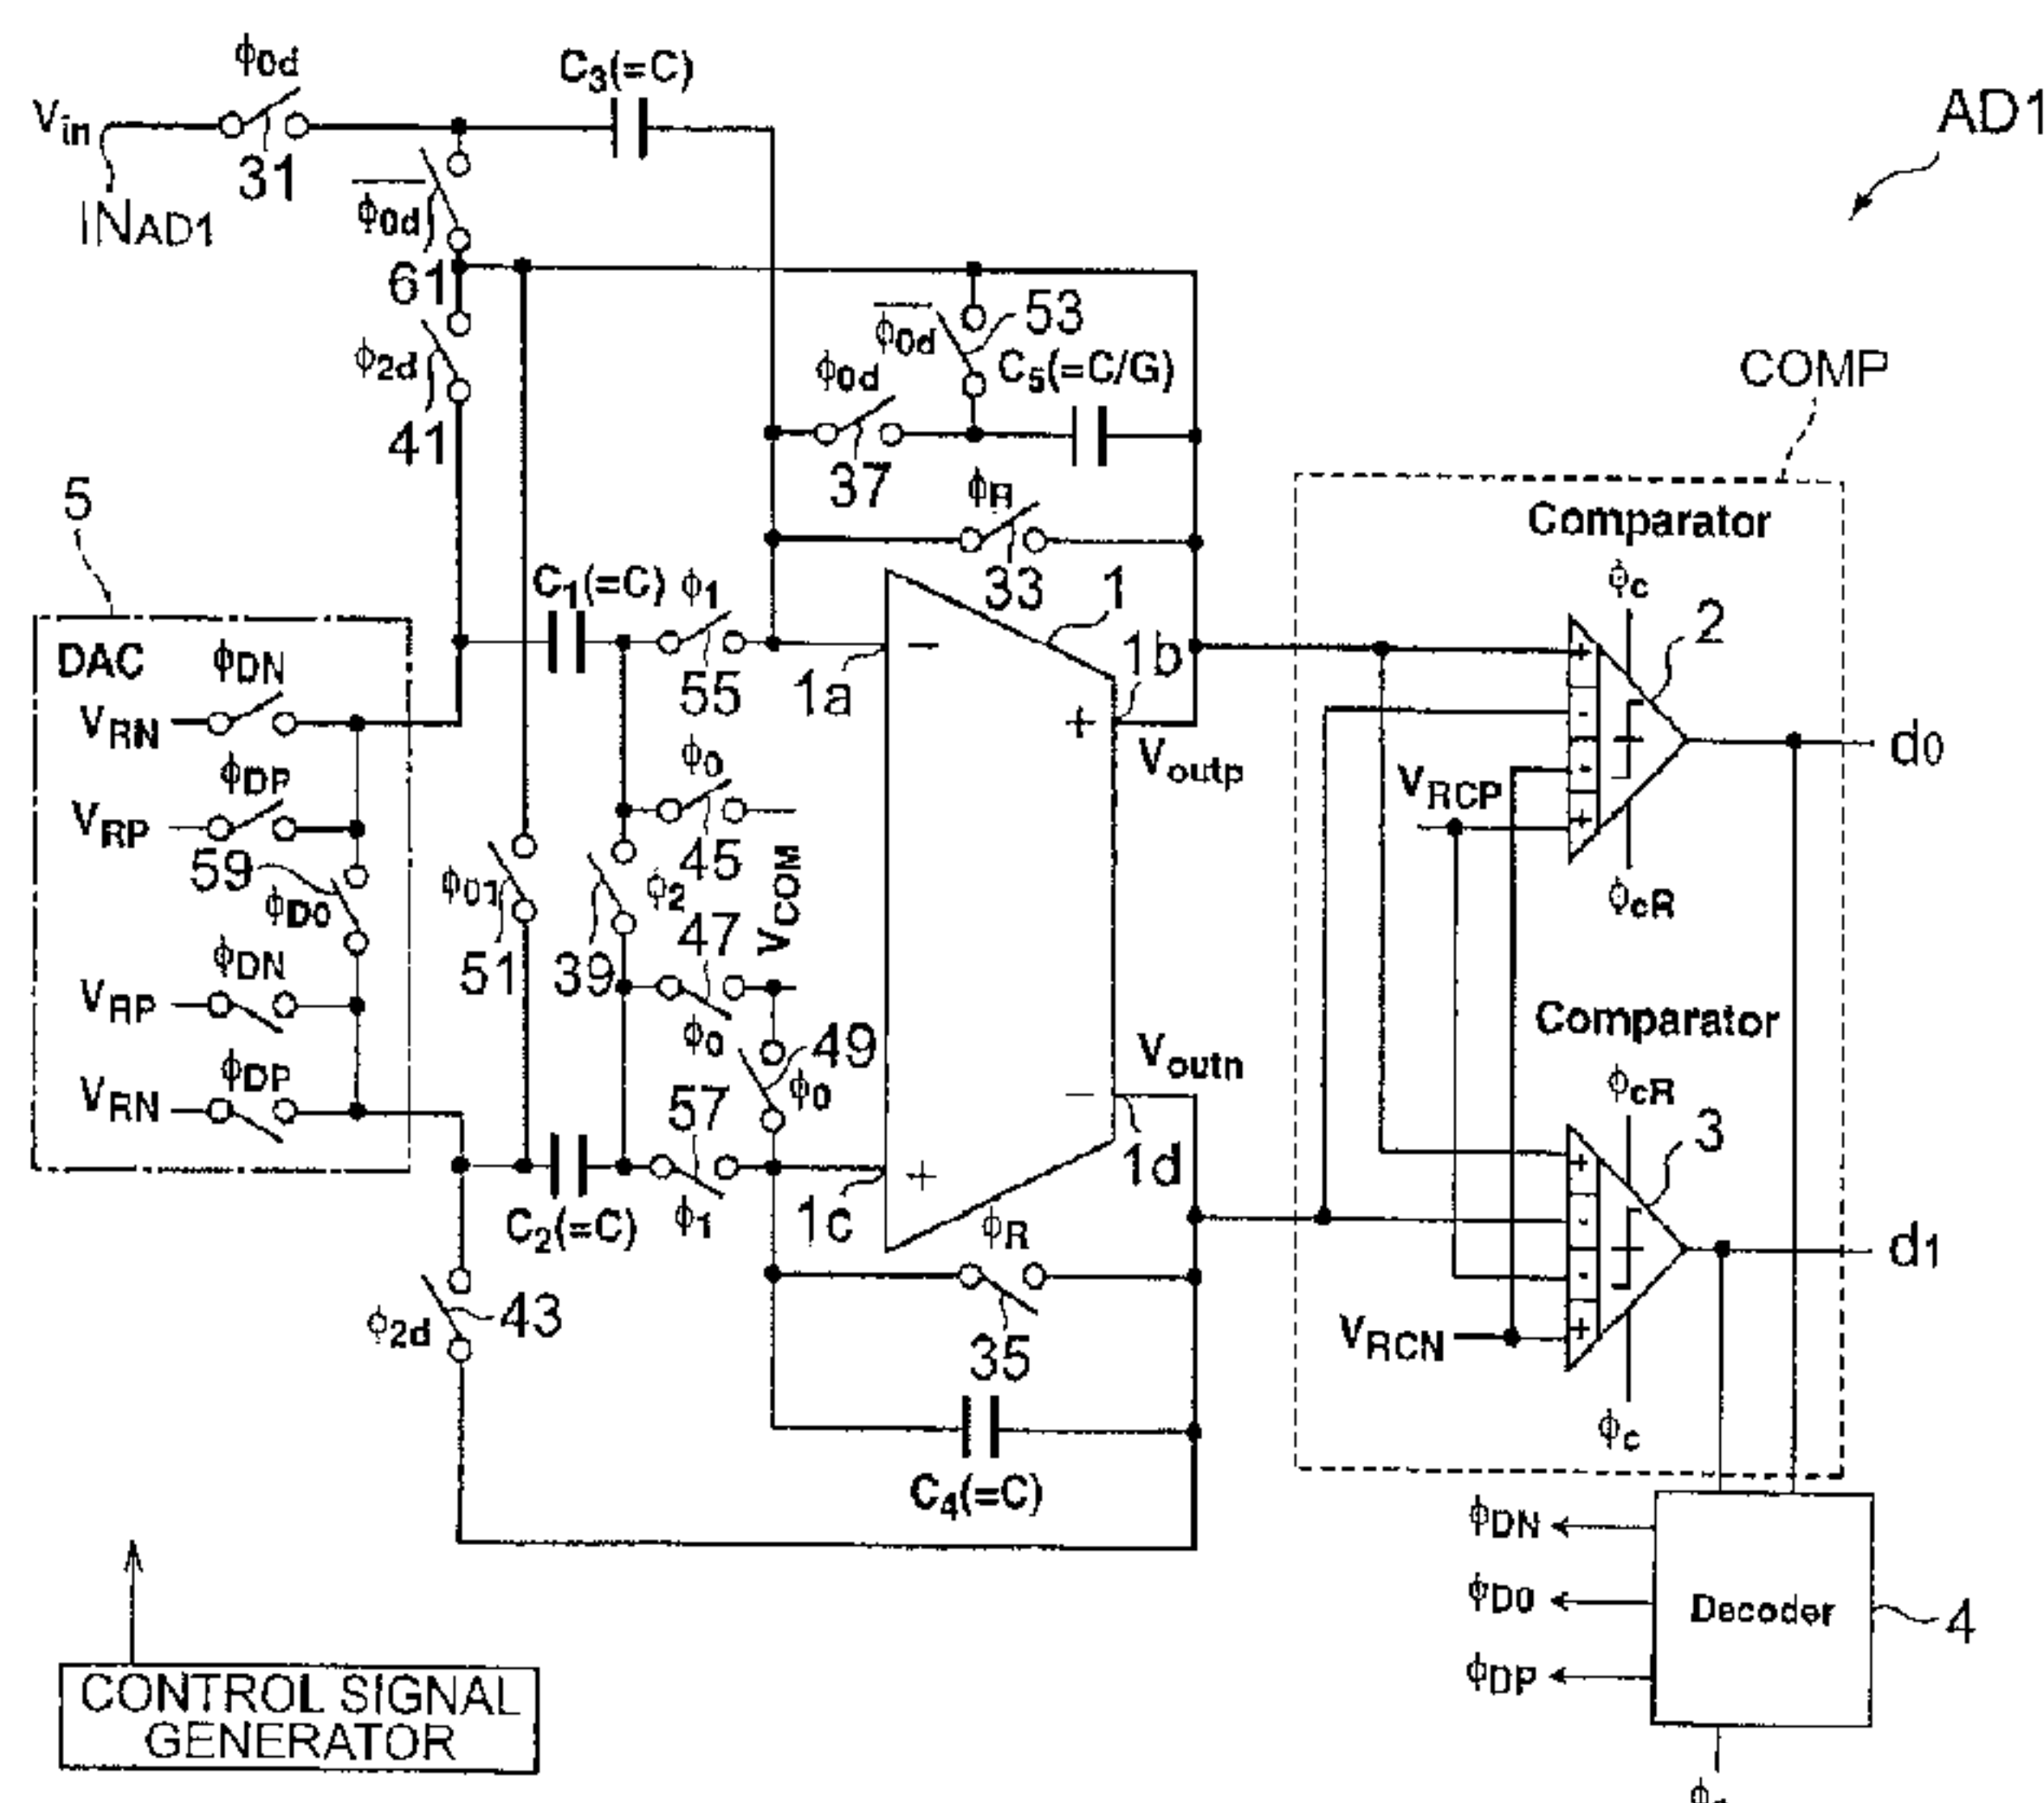 ϕ0d
C3(=C)
Vin
31
AD1
INAD1
ϕ0d
61
53
ϕ0d
ϕ2d
41
ϕ0d
C5(=C/G)
COMP
37
ϕR
5
33
1
Comparator
ϕc
2
C1(=C)
ϕ1
DAC
ϕDN
55
1a
−
1b
VRN
+
Voutp
d0
ϕ0
ϕDP
VRP
45
VRCP
59
ϕD0
ϕ01
ϕ2
VCOM
ϕcR
51
39
47
ϕDN
VRP
ϕ0
49
ϕ0
Comparator
Voutn
ϕcR
ϕDP
VRN
57
−
1d
3
+
1c
C2(=C)
ϕ1
ϕR
d1
ϕ2d
43
35
VRCN
ϕc
C4(=C)
ϕDN
ϕD0
Decoder
4
ϕDP
CONTROL SIGNAL
GENERATOR